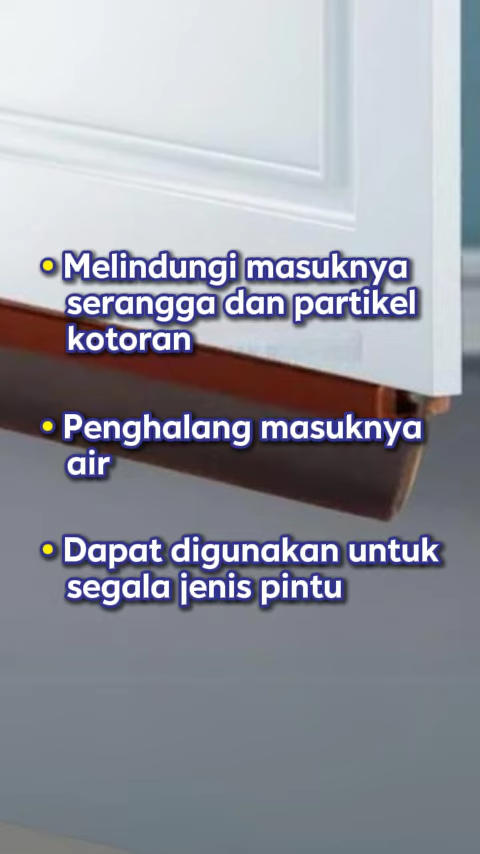 • Melindungi masuknya
serangga dan partikel
kotoran
• Penghalang masuknya
air
• Dapat digunakan untuk
segala jenis pintu